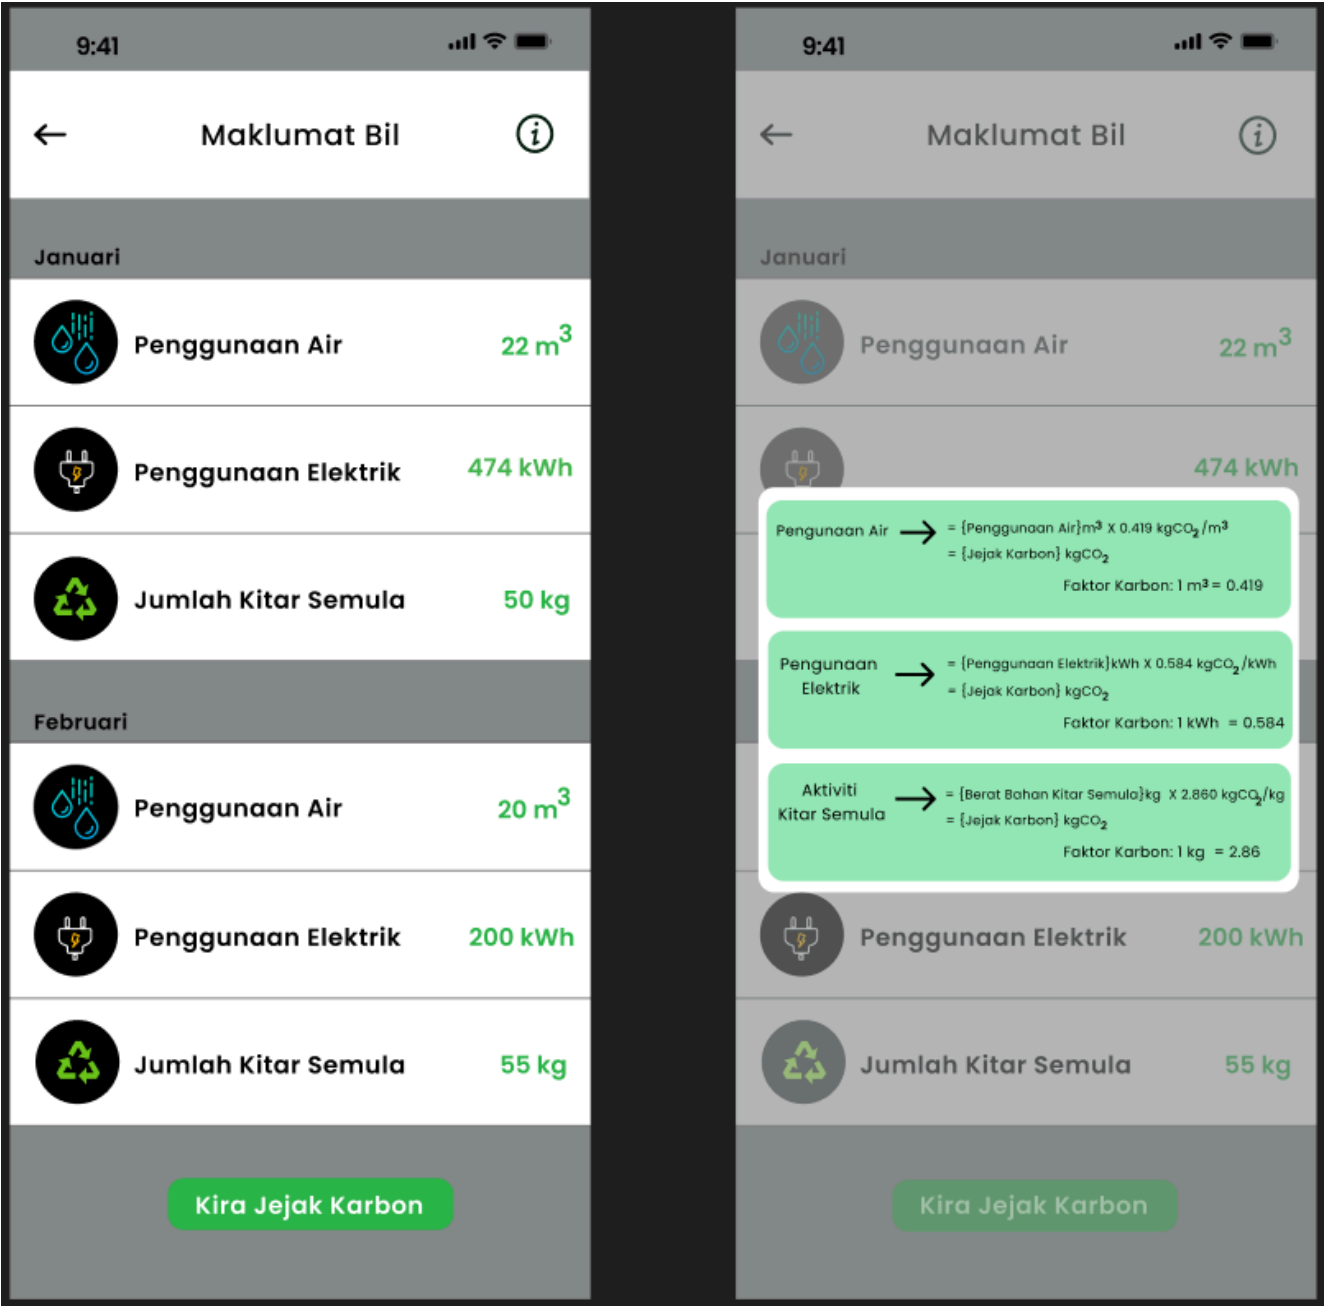 9:41
Maklumat Bil
Januari
Penggunaan Air 22 m³
Penggunaan Elektrik 474 kWh
Jumlah Kitar Semula 50 kg
Februari
Penggunaan Air 20 m³
Penggunaan Elektrik 200 kWh
Jumlah Kitar Semula 55 kg
Kira Jejak Karbon
9:41
Maklumat Bil
Januari
Penggunaan Air 22 m³
474 kWh
Pengunaan Air = {Penggunaan Air}m³ X 0.419 kgCO₂/m³
= {Jejak Karbon} kgCO₂
Faktor Karbon: 1 m³ = 0.419
Pengunaan
Elektrik
= {Penggunaan Elektrik}kWh X 0.584 kgCO₂/kWh
= {Jejak Karbon} kgCO₂
Faktor Karbon: 1 kWh = 0.584
Aktiviti
Kitar Semula
= {Berat Bahan Kitar Semula}kg X 2.860 kgCO₂/kg
= {Jejak Karbon} kgCO₂
Faktor Karbon: 1 kg = 2.86
Penggunaan Elektrik 200 kWh
Jumlah Kitar Semula 55 kg
Kira Jejak Karbon